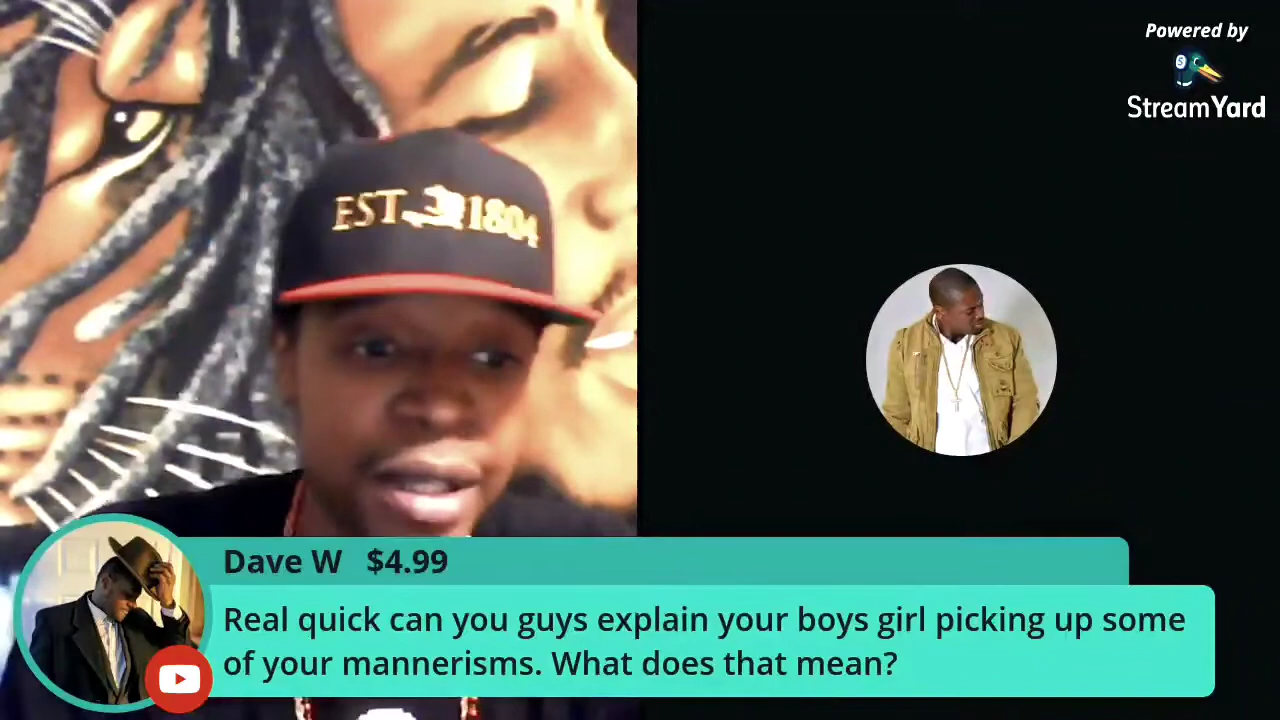 Powered by
StreamYard
EST. 1804
Dave W $4.99
Real quick can you guys explain your boys girl picking up some
of your mannerisms. What does that mean?